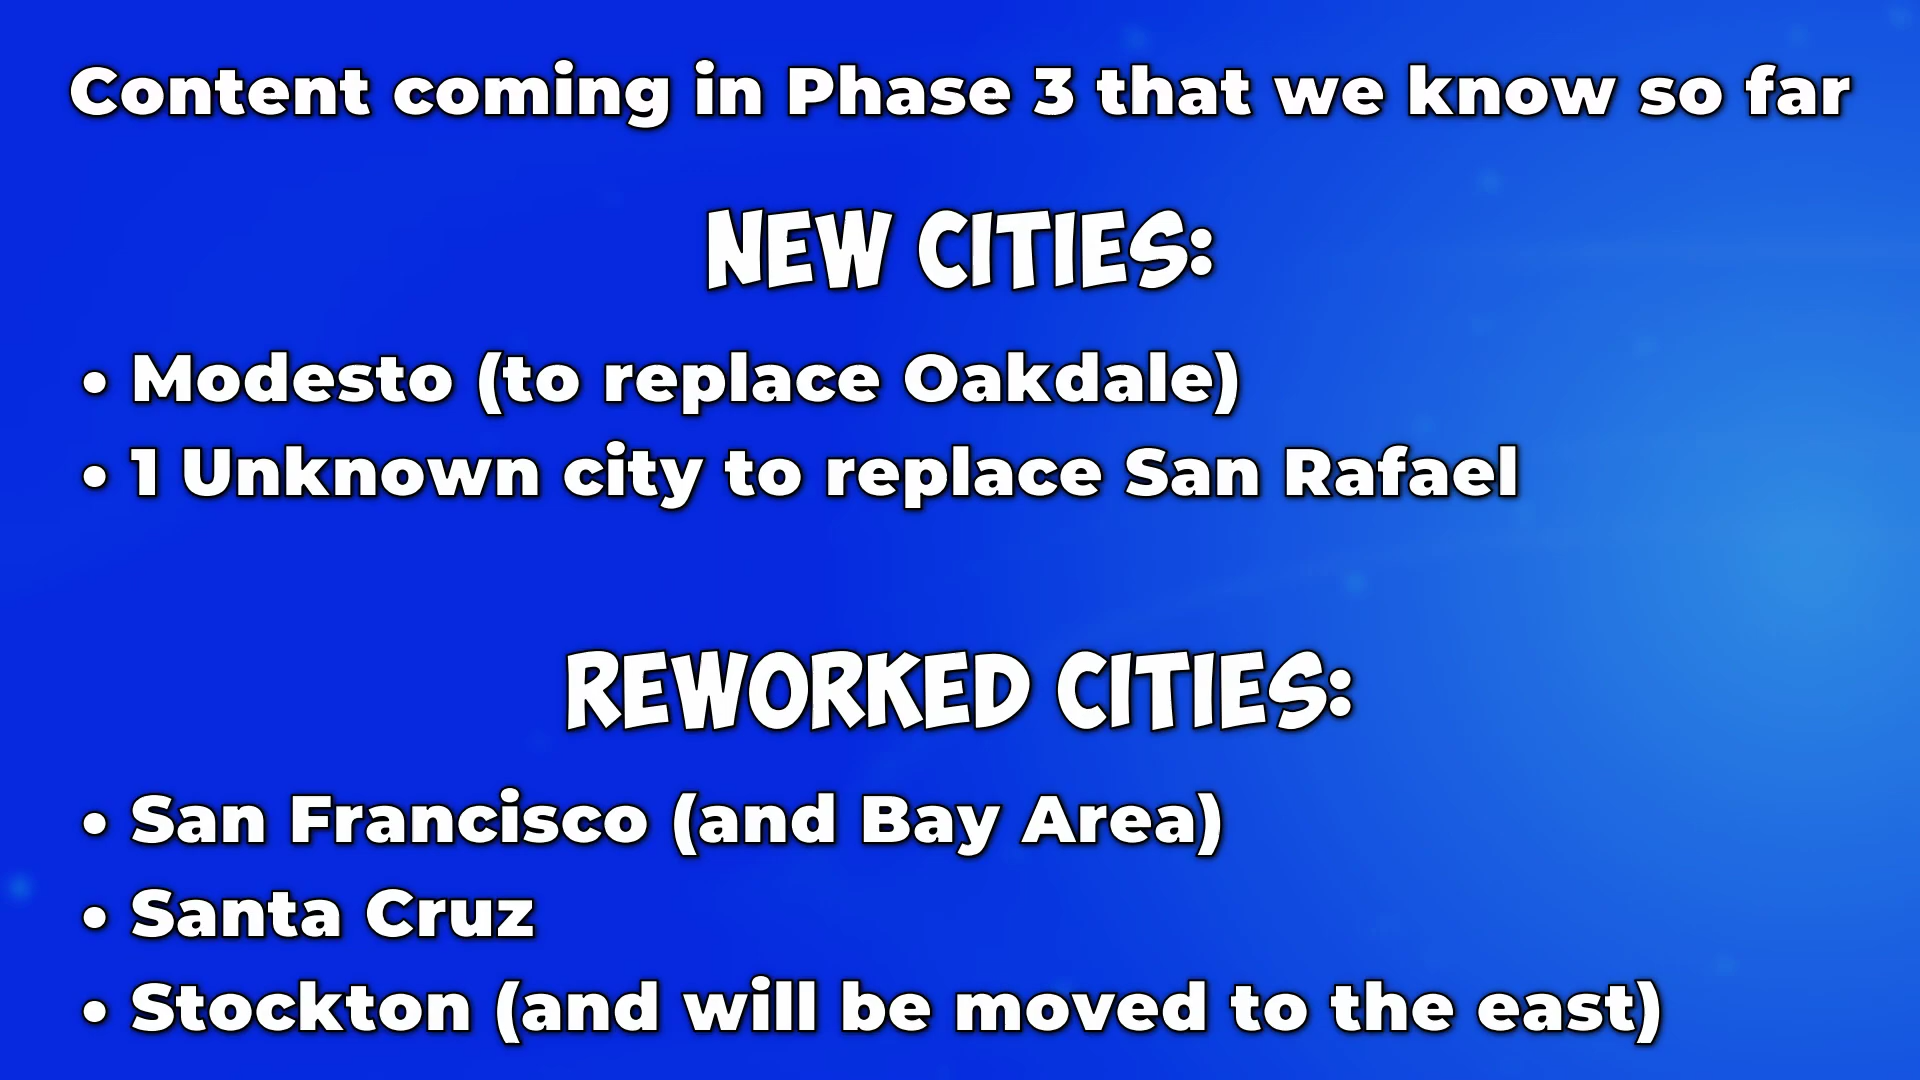 Content coming in Phase 3 that we know so far
NEW CITIES:
• Modesto (to replace Oakdale)
• 1 Unknown city to replace San Rafael
REWORKED CITIES:
• San Francisco (and Bay Area)
• Santa Cruz
• Stockton (and will be moved to the east)